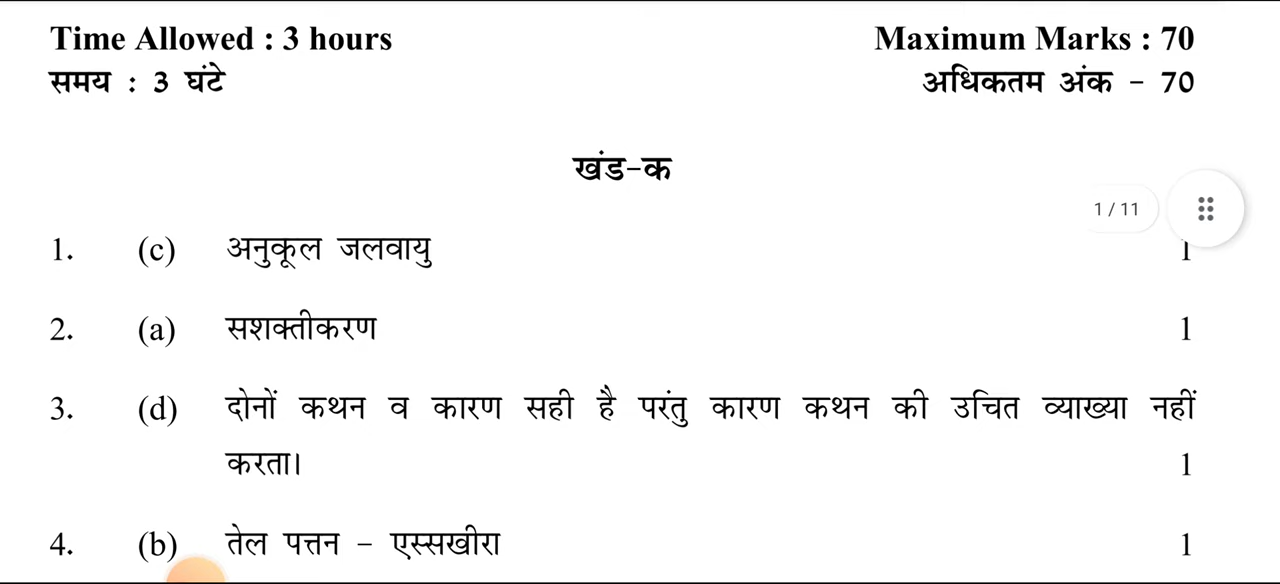 Time Allowed : 3 hours Maximum Marks : 70
समय : 3 घंटे अधिकतम अंक - 70
खंड-क
1 / 11
1. (c) अनुकूल जलवायु 1
2. (a) सशक्तीकरण 1
3. (d) दोनों कथन व कारण सही है परंतु कारण कथन की उचित व्याख्या नहीं
करता। 1
4. (b) तेल पत्तन - एस्सखीरा 1